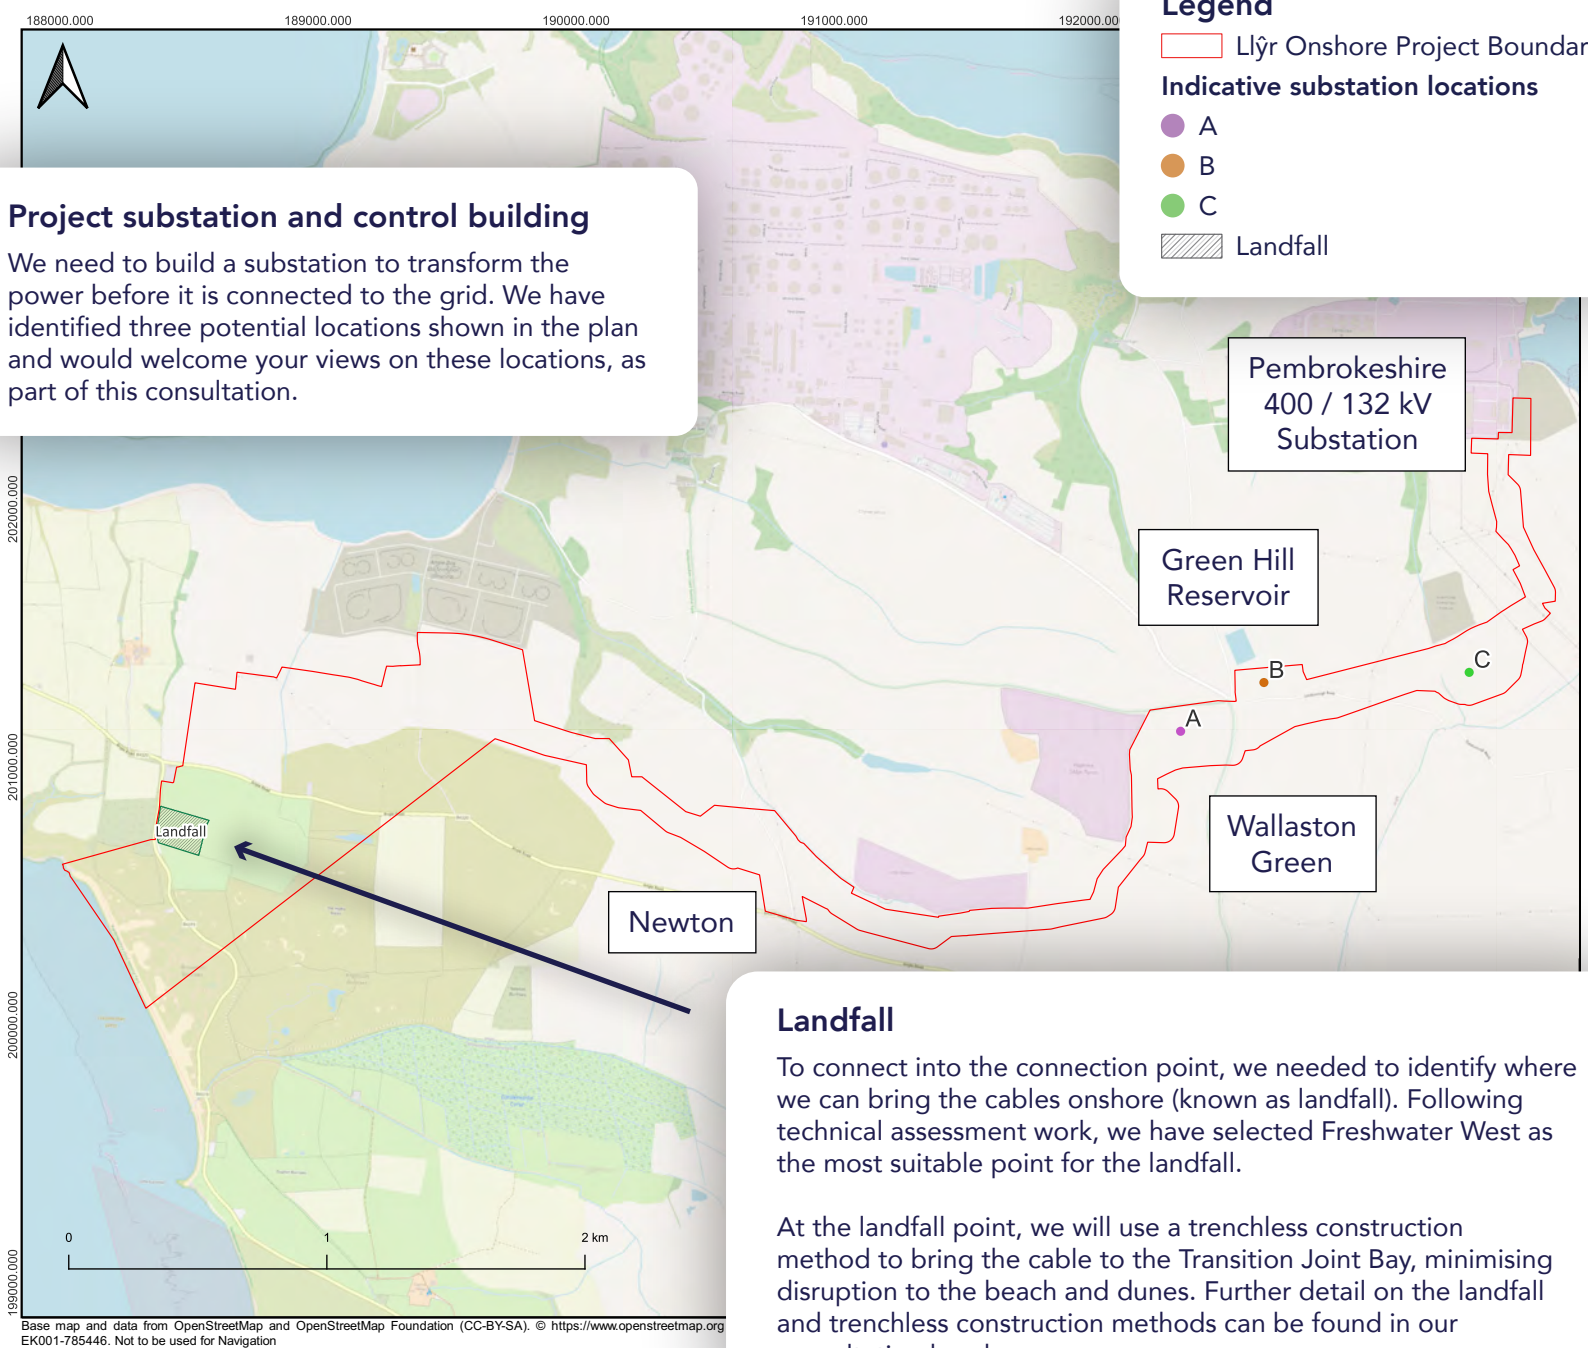 188000.000
189000.000
190000.000
191000.000
192000.00
Legend
Llŷr Onshore Project Boundar
Indicative substation locations
A
B
C
Landfall
Project substation and control building
We need to build a substation to transform the
power before it is connected to the grid. We have
identified three potential locations shown in the plan
and would welcome your views on these locations, as
part of this consultation.
Pembrokeshire
400 / 132 kV
Substation
202000.000
Green Hill
Reservoir
B
C
A
201000.000
Landfall
Wallaston
Green
Newton
200000.000
Landfall
To connect into the connection point, we needed to identify where
we can bring the cables onshore (known as landfall). Following
technical assessment work, we have selected Freshwater West as
the most suitable point for the landfall.
At the landfall point, we will use a trenchless construction
method to bring the cable to the Transition Joint Bay, minimising
disruption to the beach and dunes. Further detail on the landfall
and trenchless construction methods can be found in our
0
1
2 km
199000.000
Base map and data from OpenStreetMap and OpenStreetMap Foundation (CC-BY-SA). © https://www.openstreetmap.org
EK001-785446. Not to be used for Navigation